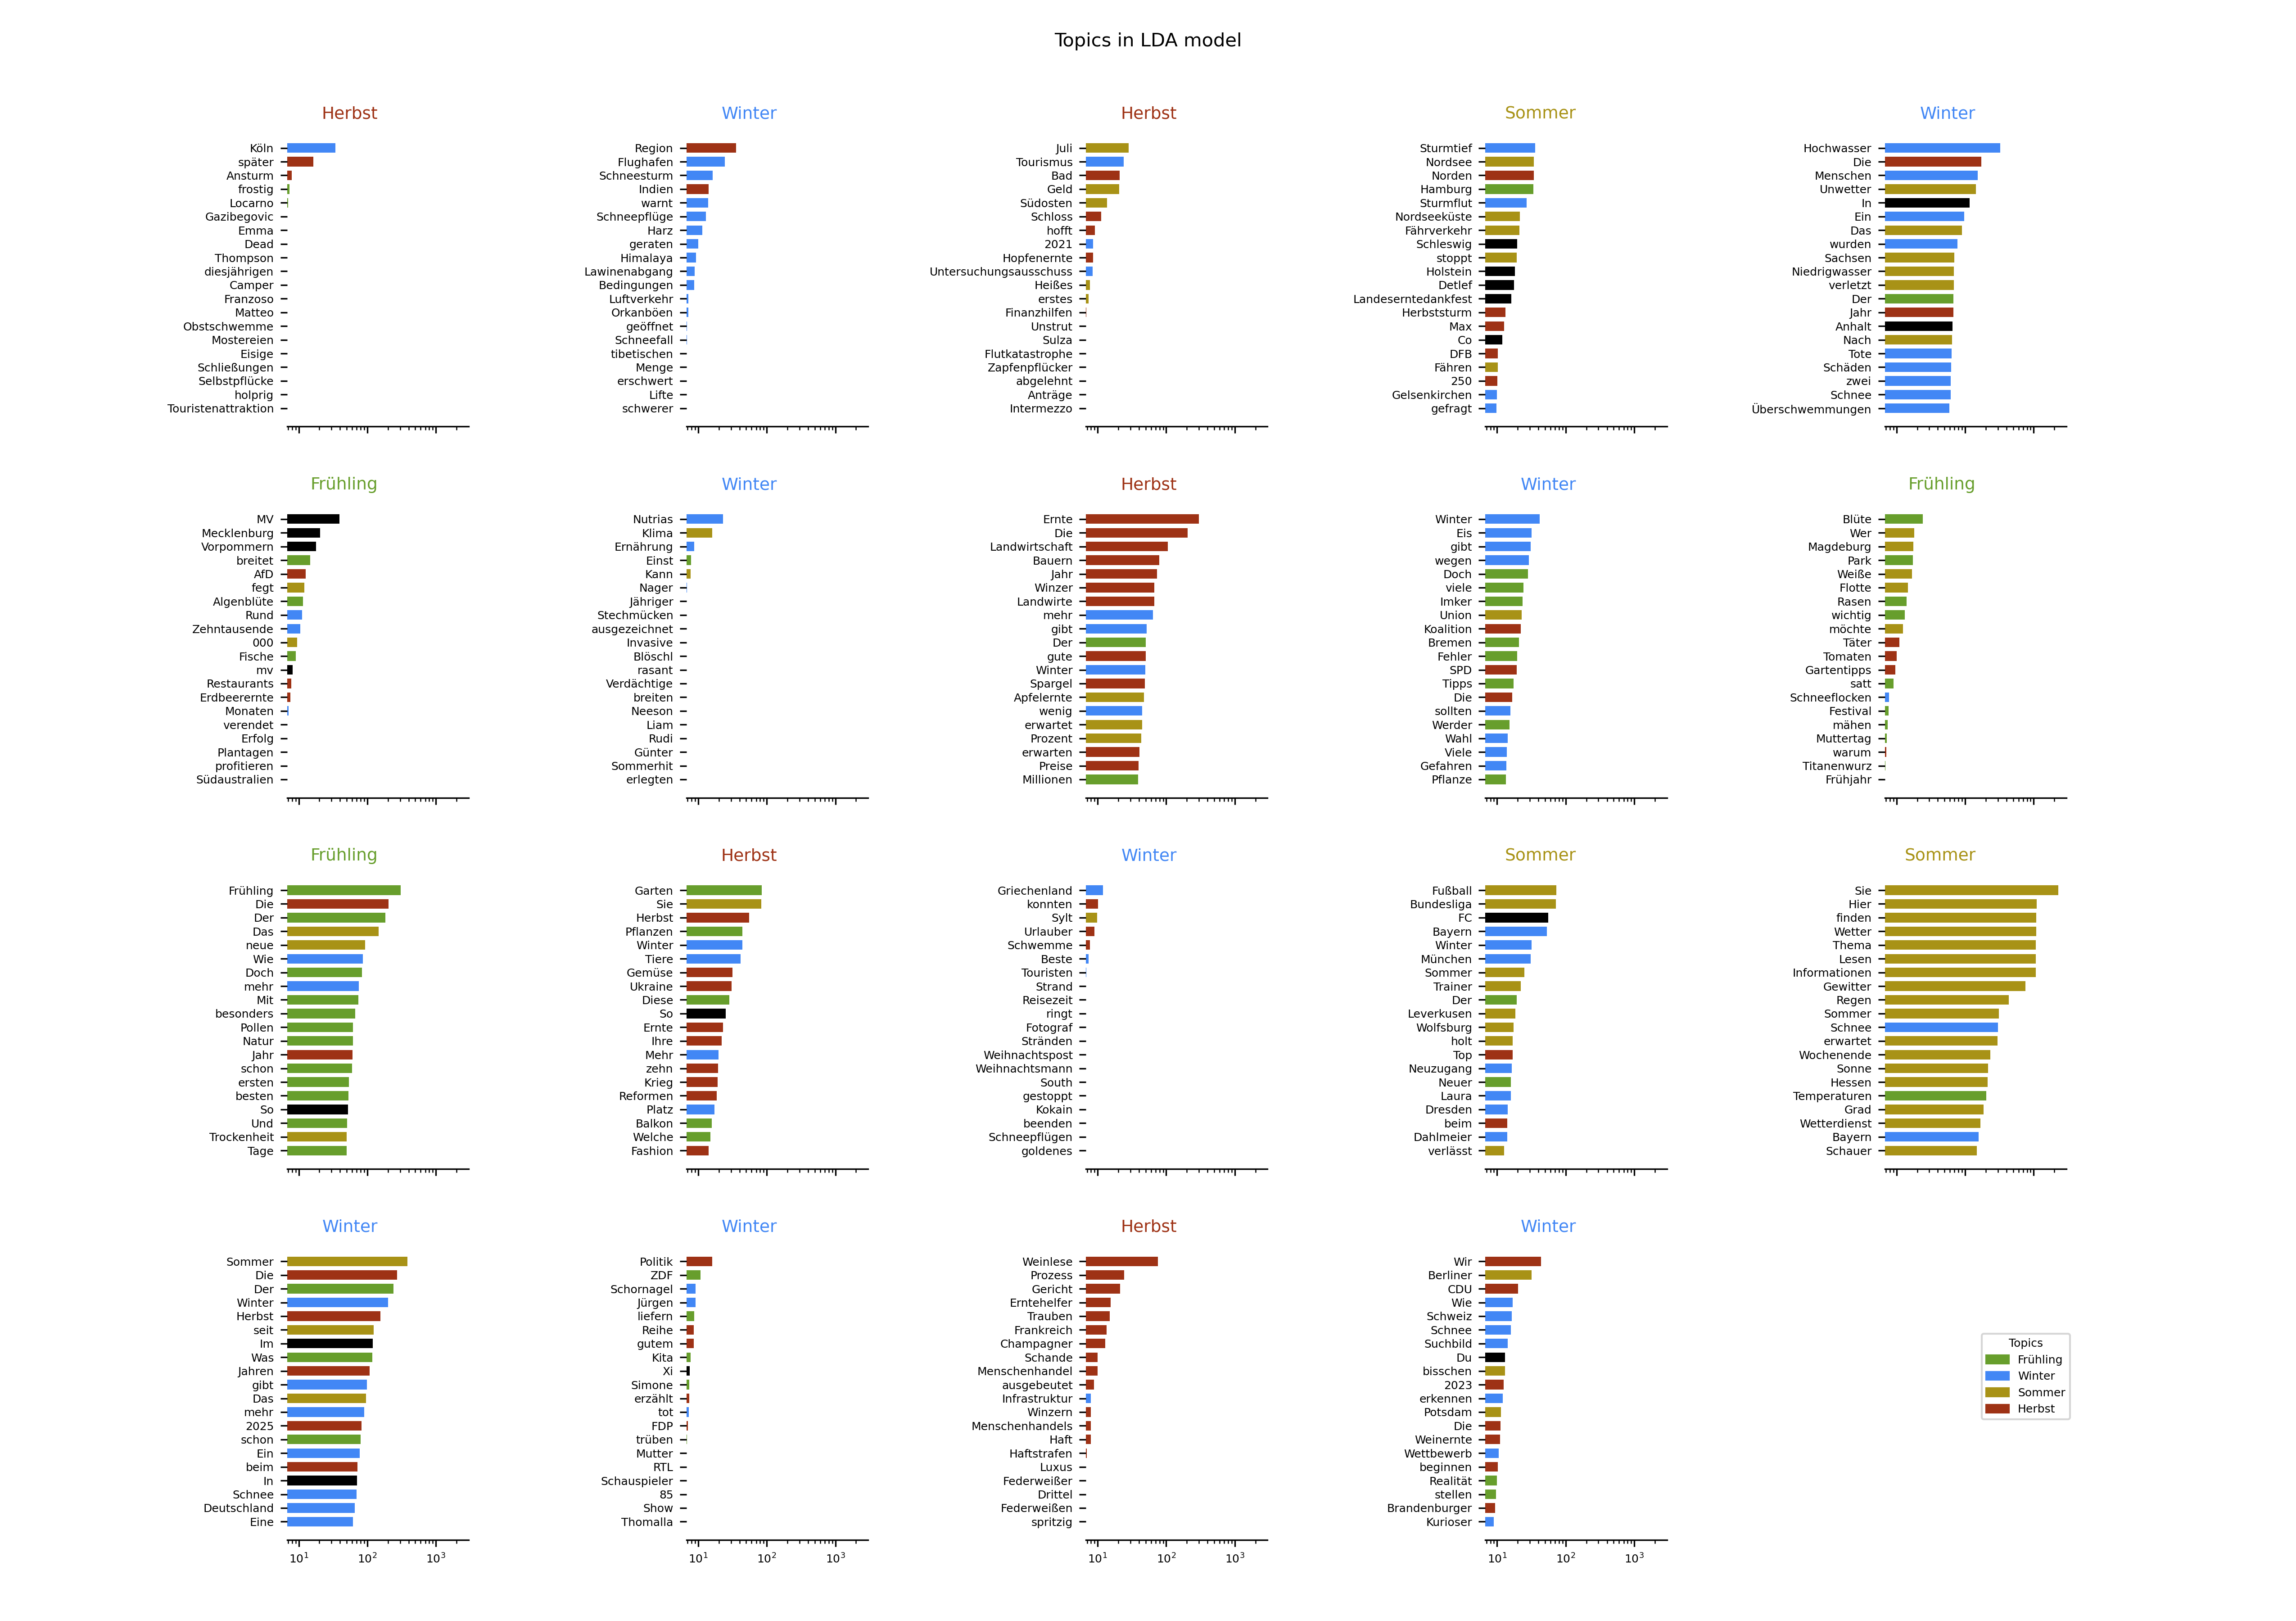 Topics in LDA model
Herbst
Köln
später
Ansturm
frostig
Locarno
Gazibegovic
Emma
Dead
Thompson
diesjährigen
Camper
Franzoso
Matteo
Obstschwemme
Mostereien
Eisige
Schließungen
Selbstpflücke
holprig
Touristenattraktion
Winter
Region
Flughafen
Schneesturm
Indien
warnt
Schneepflüge
Harz
geraten
Himalaya
Lawinenabgang
Bedingungen
Luftverkehr
Orkanböen
geöffnet
Schneefall
tibetischen
Menge
erschwert
Lifte
schwerer
Herbst
Juli
Tourismus
Bad
Geld
Südosten
Schloss
hofft
2021
Hopfenernte
Untersuchungsausschuss
Heißes
erstes
Finanzhilfen
Unstrut
Sulza
Flutkatastrophe
Zapfenpflücker
abgelehnt
Anträge
Intermezzo
Sommer
Sturmtief
Nordsee
Norden
Hamburg
Sturmflut
Nordseeküste
Fährverkehr
Schleswig
stoppt
Holstein
Detlef
Landeserntedankfest
Herbststurm
Max
Co
DFB
Fähren
250
Gelsenkirchen
gefragt
Winter
Hochwasser
Die
Menschen
Unwetter
In
Ein
Das
wurden
Sachsen
Niedrigwasser
verletzt
Der
Jahr
Anhalt
Nach
Tote
Schäden
zwei
Schnee
Überschwemmungen
Frühling
MV
Mecklenburg
Vorpommern
breitet
AfD
fegt
Algenblüte
Rund
Zehntausende
000
Fische
mv
Restaurants
Erdbeerernte
Monaten
verendet
Erfolg
Plantagen
profitieren
Südaustralien
Winter
Nutrias
Klima
Ernährung
Einst
Kann
Nager
Jähriger
Stechmücken
ausgezeichnet
Invasive
Blöschl
rasant
Verdächtige
breiten
Neeson
Liam
Rudi
Günter
Sommerhit
erlegten
Herbst
Ernte
Die
Landwirtschaft
Bauern
Jahr
Winzer
Landwirte
mehr
gibt
Der
gute
Winter
Spargel
Apfelernte
wenig
erwartet
Prozent
erwarten
Preise
Millionen
Winter
Winter
Eis
gibt
wegen
Doch
viele
Imker
Union
Koalition
Bremen
Fehler
SPD
Tipps
Die
sollten
Werder
Wahl
Viele
Gefahren
Pflanze
Frühling
Blüte
Wer
Magdeburg
Park
Weiße
Flotte
Rasen
wichtig
möchte
Täter
Tomaten
Gartentipps
satt
Schneeflocken
Festival
mähen
Muttertag
warum
Titanenwurz
Frühjahr
Frühling
Frühling
Die
Der
Das
neue
Wie
Doch
mehr
Mit
besonders
Pollen
Natur
Jahr
schon
ersten
besten
So
Und
Trockenheit
Tage
Herbst
Garten
Sie
Herbst
Pflanzen
Winter
Tiere
Gemüse
Ukraine
Diese
So
Ernte
Ihre
Mehr
zehn
Krieg
Reformen
Platz
Balkon
Welche
Fashion
Winter
Griechenland
konnten
Sylt
Urlauber
Schwemme
Beste
Touristen
Strand
Reisezeit
ringt
Fotograf
Stränden
Weihnachtspost
Weihnachtsmann
South
gestoppt
Kokain
beenden
Schneepflügen
goldenes
Sommer
Fußball
Bundesliga
FC
Bayern
Winter
München
Sommer
Trainer
Der
Leverkusen
Wolfsburg
holt
Top
Neuzugang
Neuer
Laura
Dresden
beim
Dahlmeier
verlässt
Sommer
Sie
Hier
finden
Wetter
Thema
Lesen
Informationen
Gewitter
Regen
Sommer
Schnee
erwartet
Wochenende
Sonne
Hessen
Temperaturen
Grad
Wetterdienst
Bayern
Schauer
Winter
Sommer
Die
Der
Winter
Herbst
seit
Im
Was
Jahren
gibt
Das
mehr
2025
schon
Ein
beim
In
Schnee
Deutschland
Eine
10¹ 10² 10³
Winter
Politik
ZDF
Schornagel
Jürgen
liefern
Reihe
gutem
Kita
Xi
Simone
erzählt
tot
FDP
trüben
Mutter
RTL
Schauspieler
85
Show
Thomalla
10¹ 10² 10³
Herbst
Weinlese
Prozess
Gericht
Erntehelfer
Trauben
Frankreich
Champagner
Schande
Menschenhandel
ausgebeutet
Infrastruktur
Winzern
Menschenhandels
Haft
Haftstrafen
Luxus
Federweißer
Drittel
Federweißen
spritzig
10¹ 10² 10³
Winter
Wir
Berliner
CDU
Wie
Schweiz
Schnee
Suchbild
Du
bisschen
2023
erkennen
Potsdam
Die
Weinernte
Wettbewerb
beginnen
Realität
stellen
Brandenburger
Kurioser
10¹ 10² 10³
Topics
Frühling
Winter
Sommer
Herbst